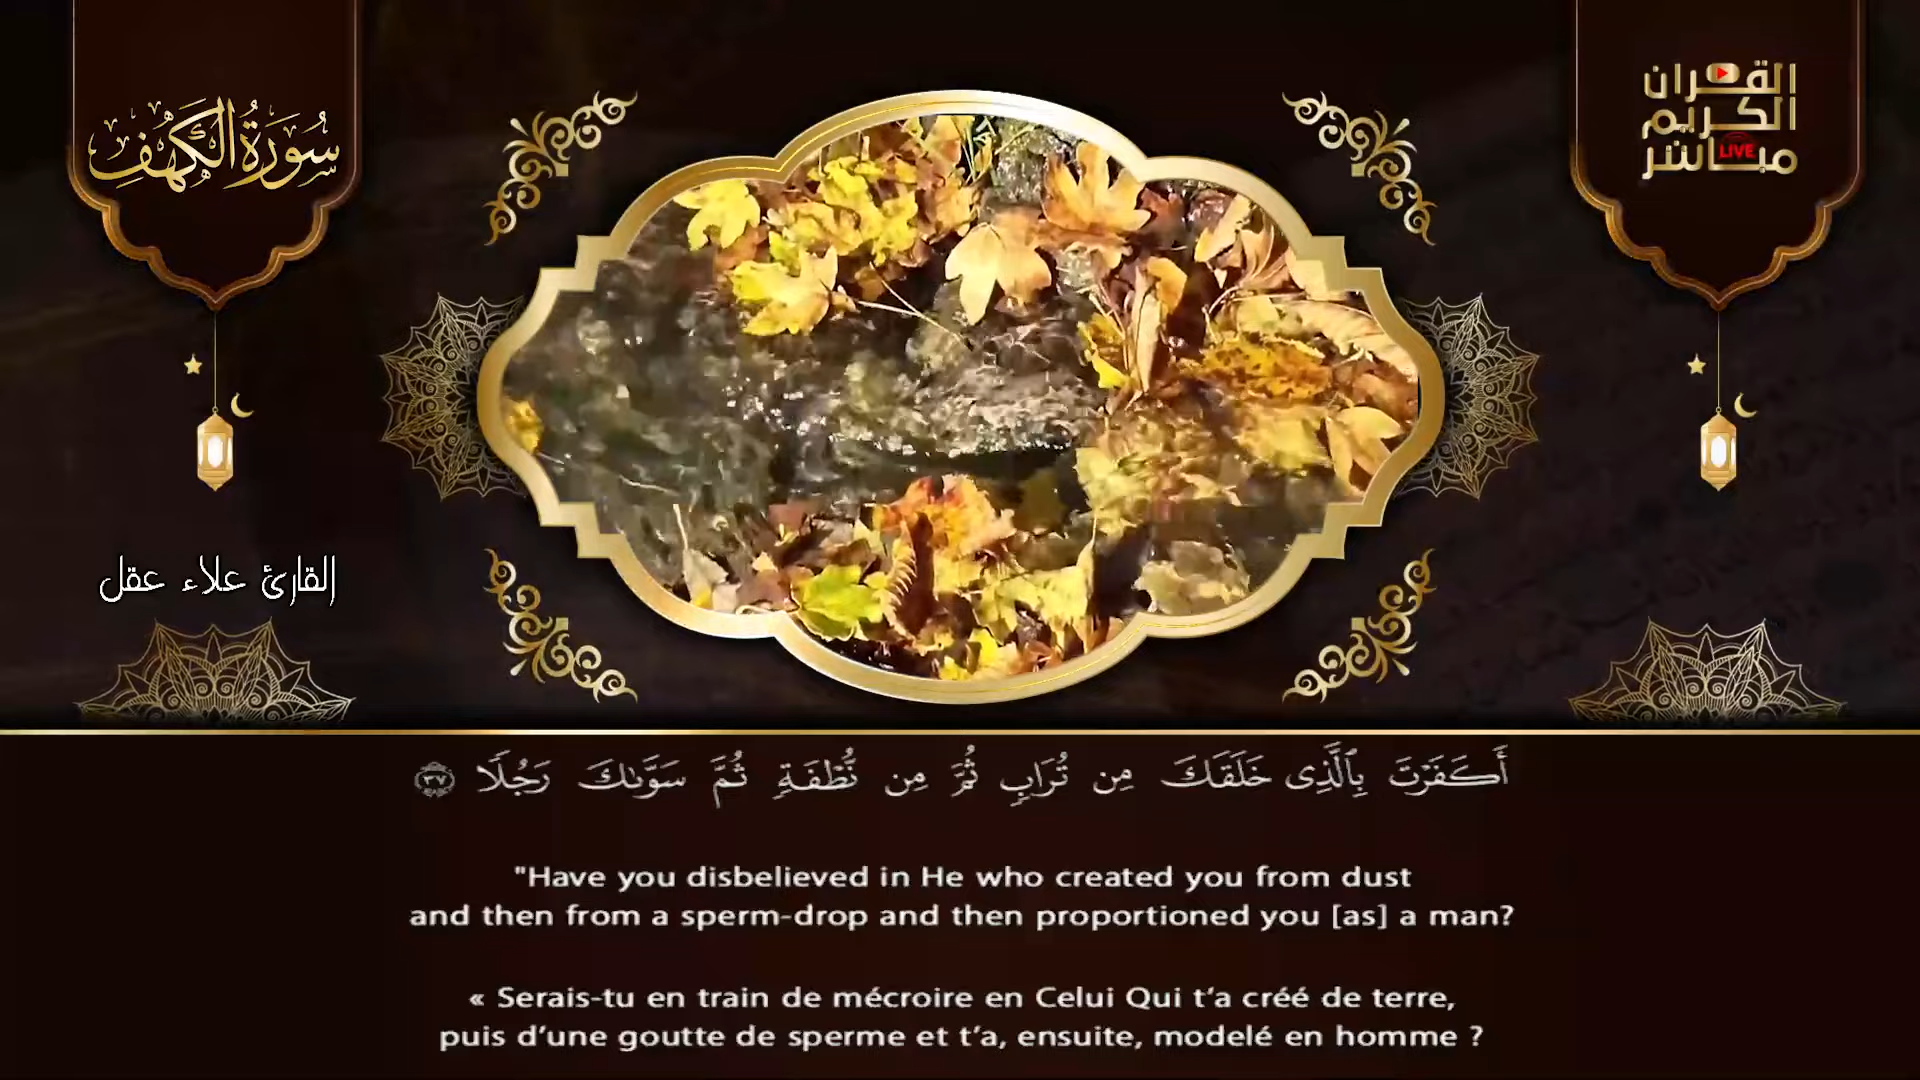 سُورَةُ الكَهْفِ
القرآن
الكريم
مباشر
LIVE
القارئ علاء عقل
أَكَفَرْتَ بِٱلَّذِى خَلَقَكَ مِن تُرَابٍ ثُمَّ مِن نُّطْفَةٍ ثُمَّ سَوَّىٰكَ رَجُلًا ٣٧
"Have you disbelieved in He who created you from dust
and then from a sperm-drop and then proportioned you [as] a man?
« Serais-tu en train de mécroire en Celui Qui t’a créé de terre,
puis d’une goutte de sperme et t’a, ensuite, modelé en homme ?